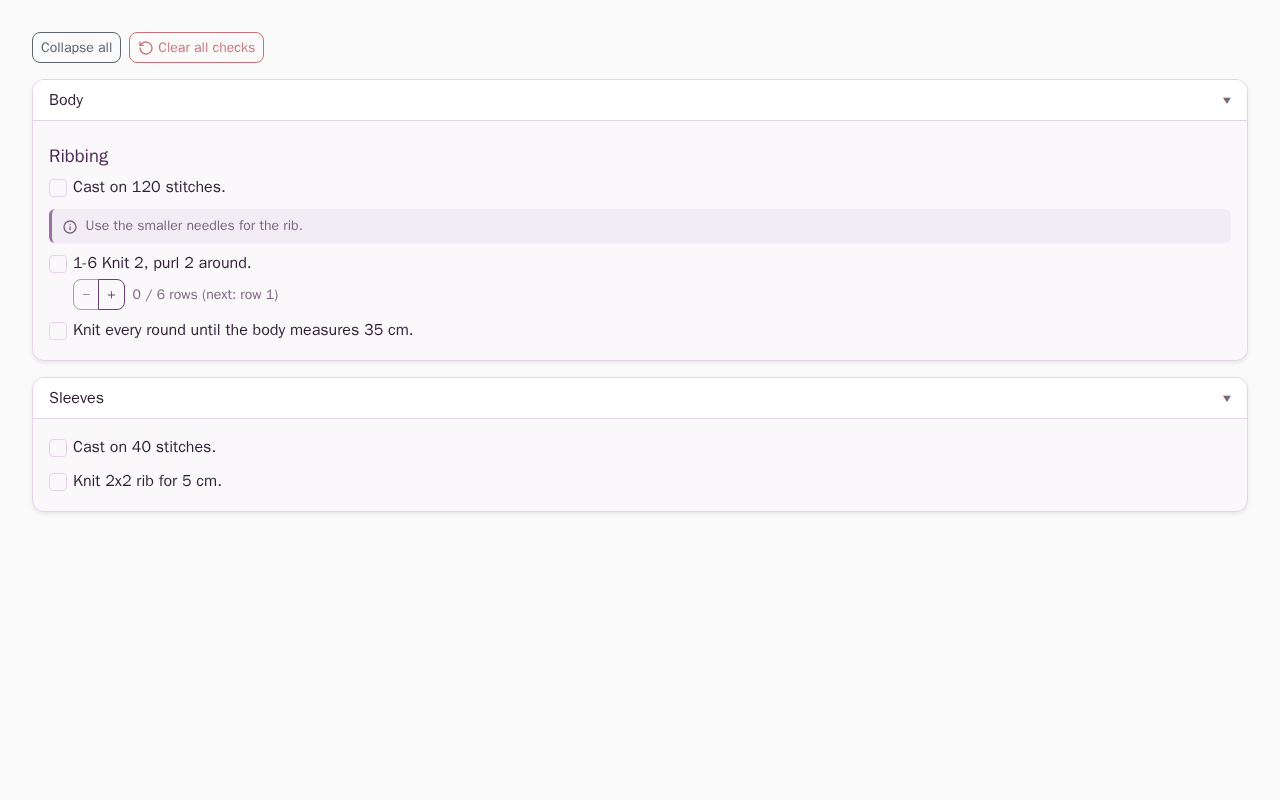 Collapse all
Clear all checks
Body
Ribbing
Cast on 120 stitches.
Use the smaller needles for the rib.
1-6 Knit 2, purl 2 around.
− + 0 / 6 rows (next: row 1)
Knit every round until the body measures 35 cm.
Sleeves
Cast on 40 stitches.
Knit 2x2 rib for 5 cm.